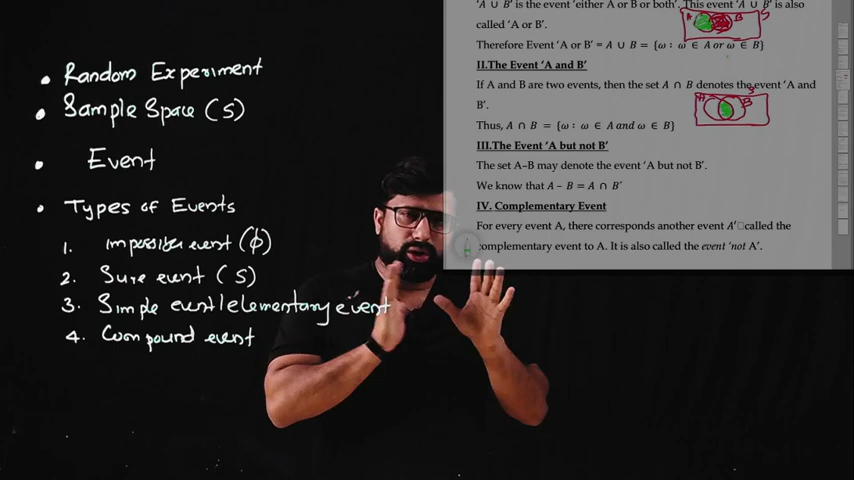 • Random Experiment
• Sample Space (S)
• Event
• Types of Events
1. Impossible event (ϕ)
2. Sure event (S)
3. Simple event/elementary event
4. Compound event
'A ∪ B' is the event 'either A or B or both'. This event 'A ∪ B' is also
called 'A or B'.
A B S
Therefore Event 'A or B' = A ∪ B = {ω : ω ∈ A or ω ∈ B}
II.The Event 'A and B'
If A and B are two events, then the set A ∩ B denotes the event 'A and
B'.
A B S
Thus, A ∩ B = {ω : ω ∈ A and ω ∈ B}
III.The Event 'A but not B'
The set A–B may denote the event 'A but not B'.
We know that A – B = A ∩ B'
IV. Complementary Event
For every event A, there corresponds another event A'□called the
complementary event to A. It is also called the event 'not A'.